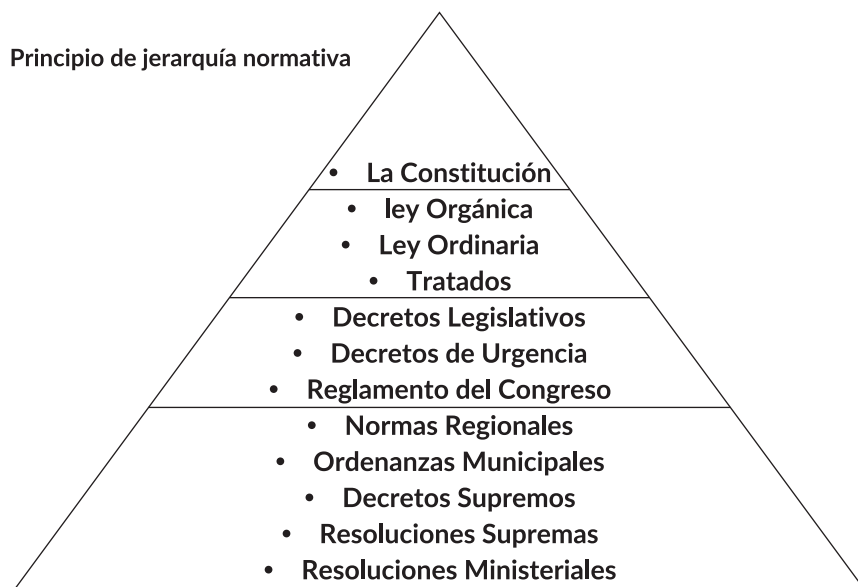 Principio de jerarquía normativa
• La Constitución
• ley Orgánica
• Ley Ordinaria
• Tratados
• Decretos Legislativos
• Decretos de Urgencia
• Reglamento del Congreso
• Normas Regionales
• Ordenanzas Municipales
• Decretos Supremos
• Resoluciones Supremas
• Resoluciones Ministeriales